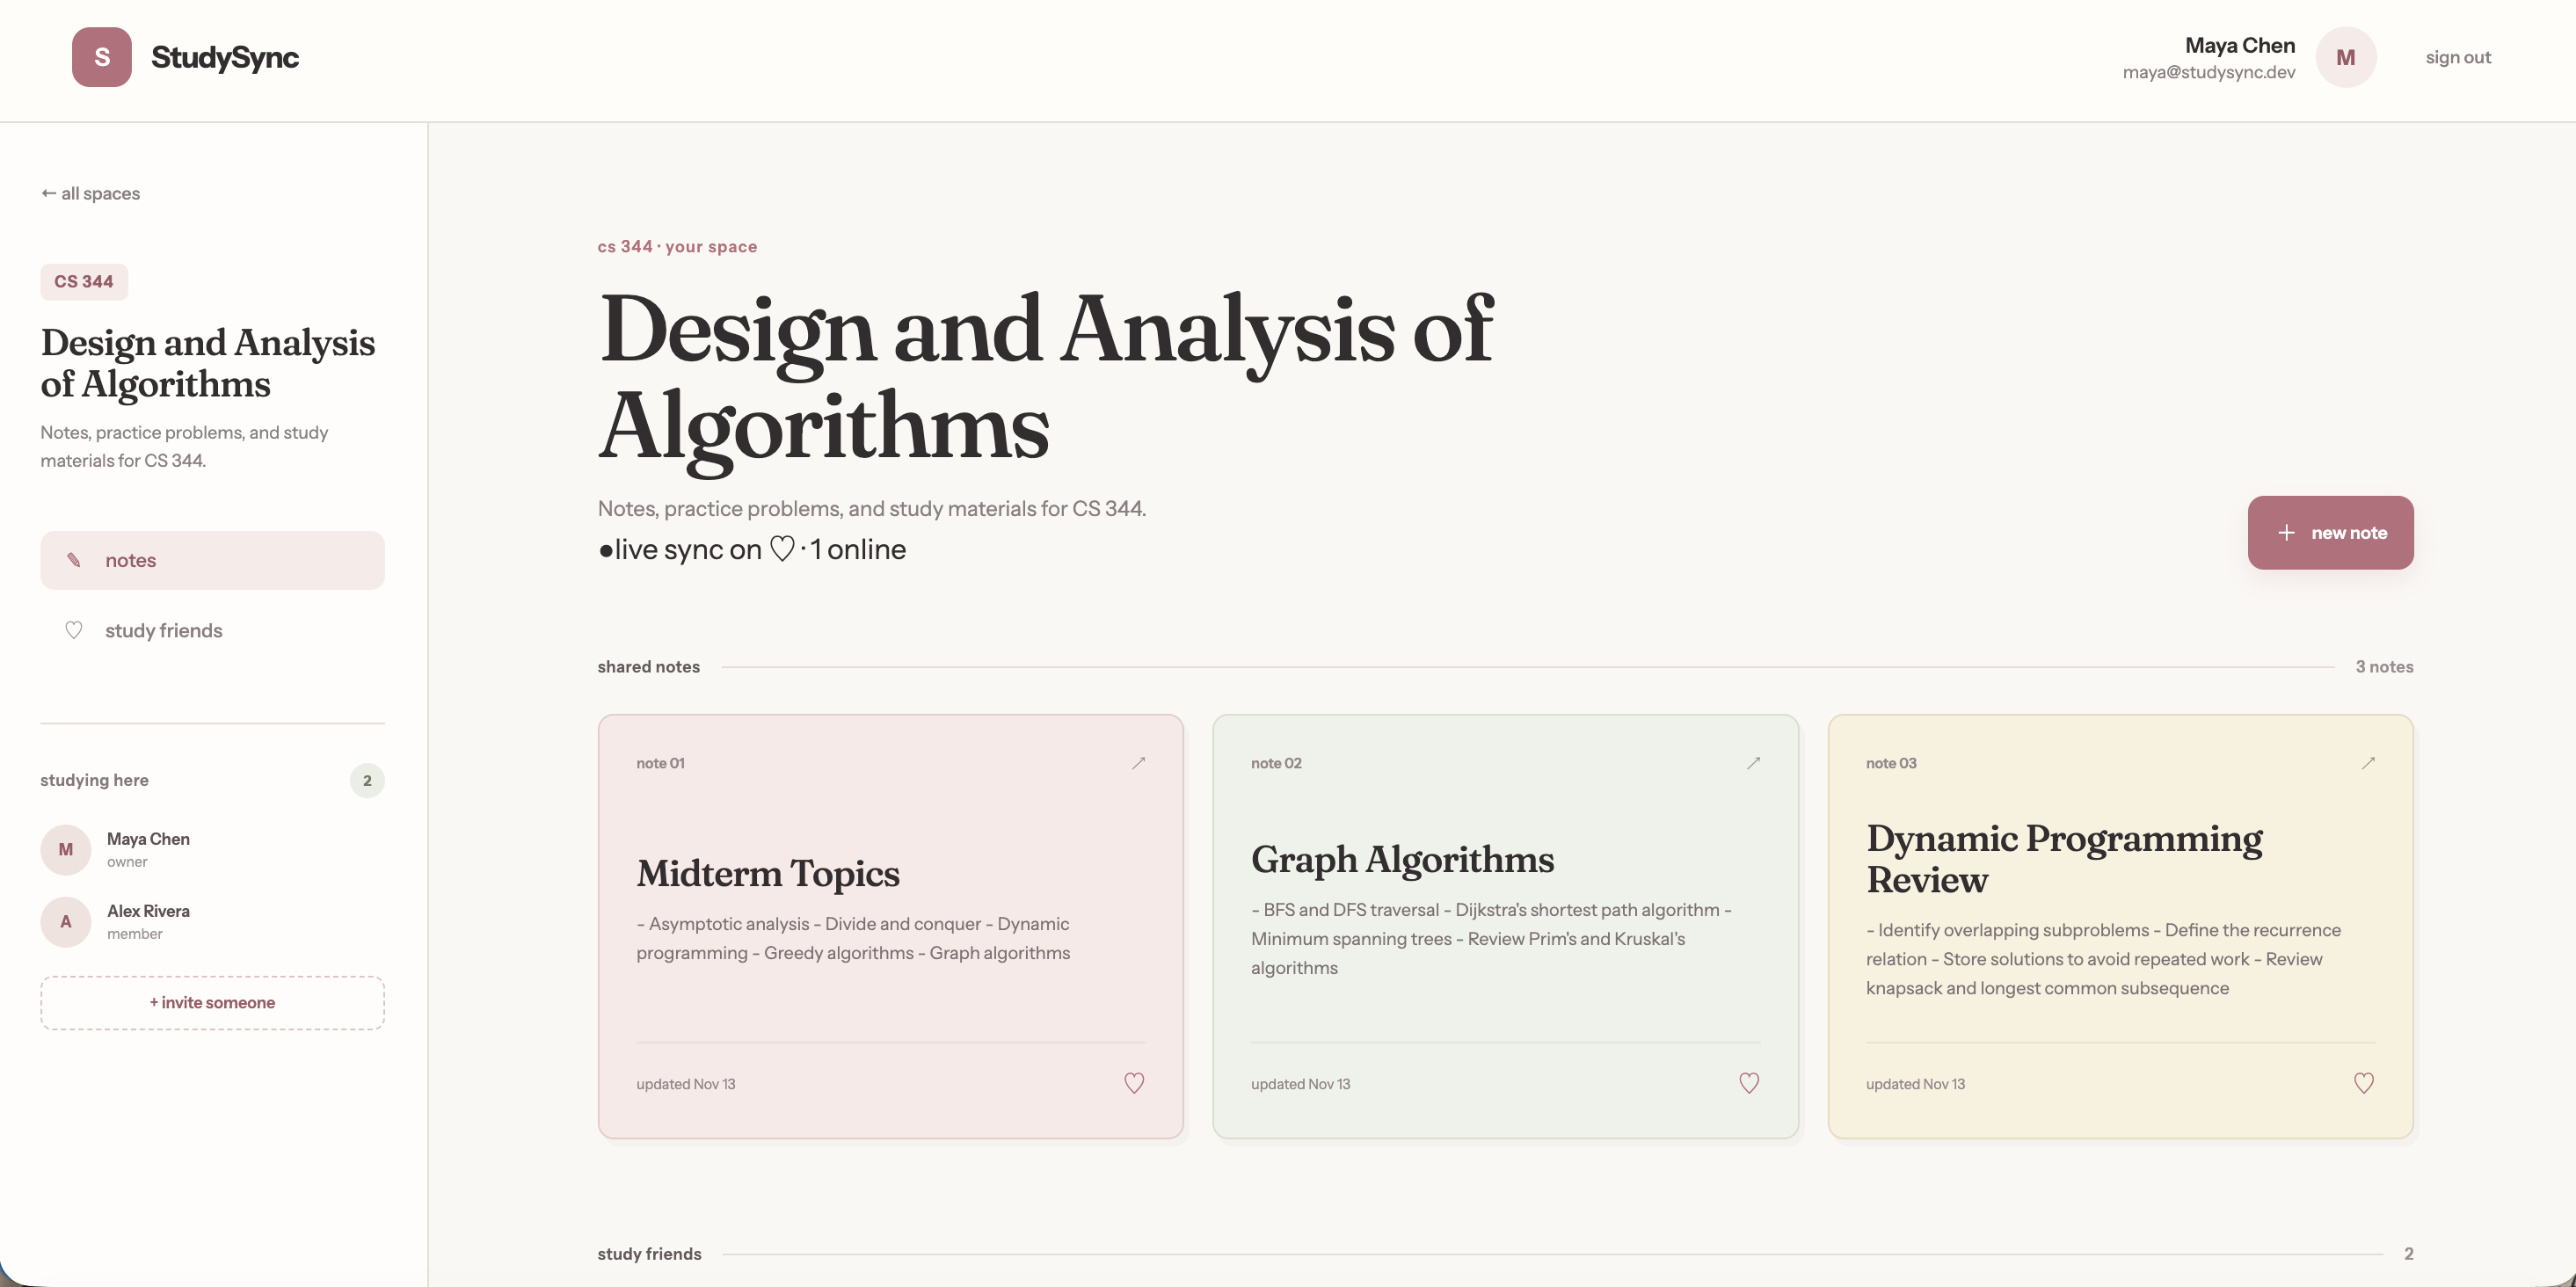 S StudySync
Maya Chen
maya@studysync.dev
M
sign out
← all spaces
CS 344
Design and Analysis
of Algorithms
Notes, practice problems, and study
materials for CS 344.
✎ notes
♡ study friends
studying here 2
M
Maya Chen
owner
A
Alex Rivera
member
+ invite someone
cs 344 · your space
Design and Analysis of
Algorithms
Notes, practice problems, and study materials for CS 344.
●live sync on ♡ · 1 online
+ new note
shared notes 3 notes
note 01 ↗
Midterm Topics
- Asymptotic analysis - Divide and conquer - Dynamic
programming - Greedy algorithms - Graph algorithms
updated Nov 13 ♡
note 02 ↗
Graph Algorithms
- BFS and DFS traversal - Dijkstra's shortest path algorithm -
Minimum spanning trees - Review Prim's and Kruskal's
algorithms
updated Nov 13 ♡
note 03 ↗
Dynamic Programming
Review
- Identify overlapping subproblems - Define the recurrence
relation - Store solutions to avoid repeated work - Review
knapsack and longest common subsequence
updated Nov 13 ♡
study friends 2